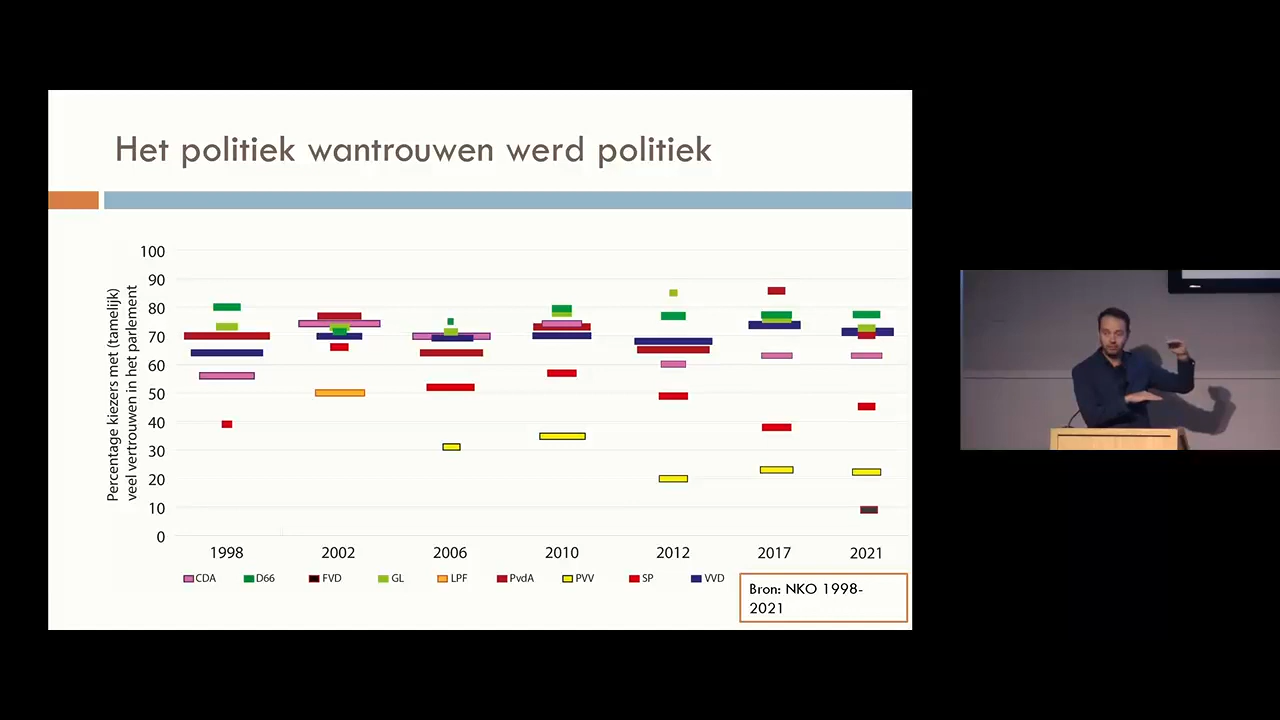 Het politiek wantrouwen werd politiek
Percentage kiezers met (tamelijk)
veel vertrouwen in het parlement
100
90
80
70
60
50
40
30
20
10
0
1998 2002 2006 2010 2012 2017 2021
CDA D66 FVD GL LPF PvdA PVV SP VVD
Bron: NKO 1998-
2021